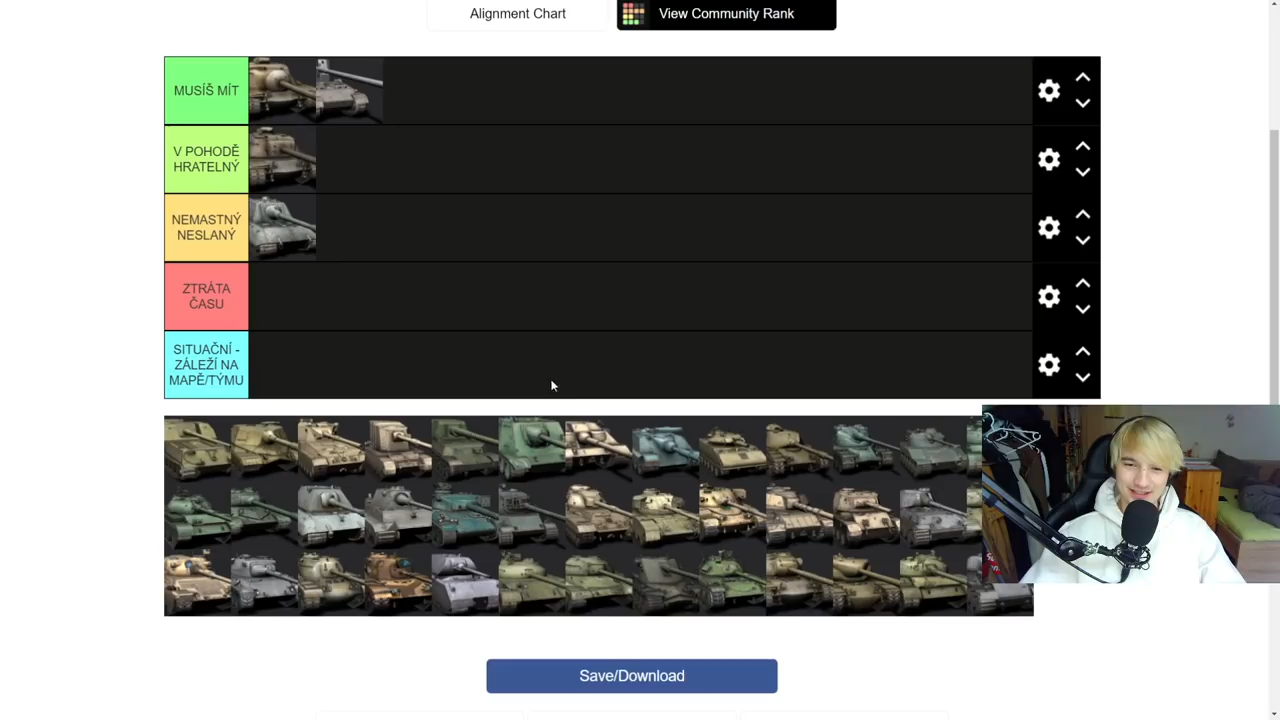 Alignment Chart
View Community Rank
MUSÍŠ MÍT
V POHODĚ
HRATELNÝ
NEMASTNÝ
NESLANÝ
ZTRÁTA
ČASU
SITUAČNÍ -
ZÁLEŽÍ NA
MAPĚ/TÝMU
Save/Download